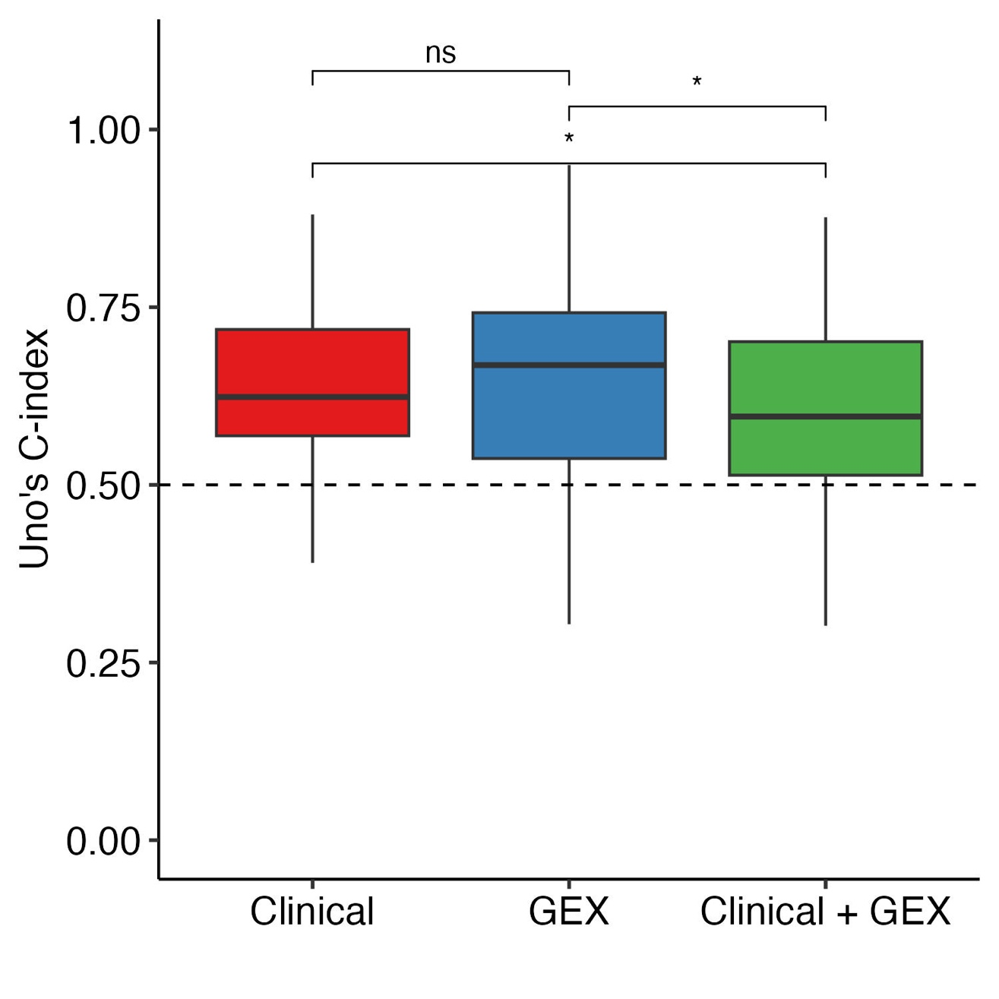 ns
*
*
1.00
0.75
0.50
0.25
0.00
Uno's C-index
Clinical
GEX
Clinical + GEX